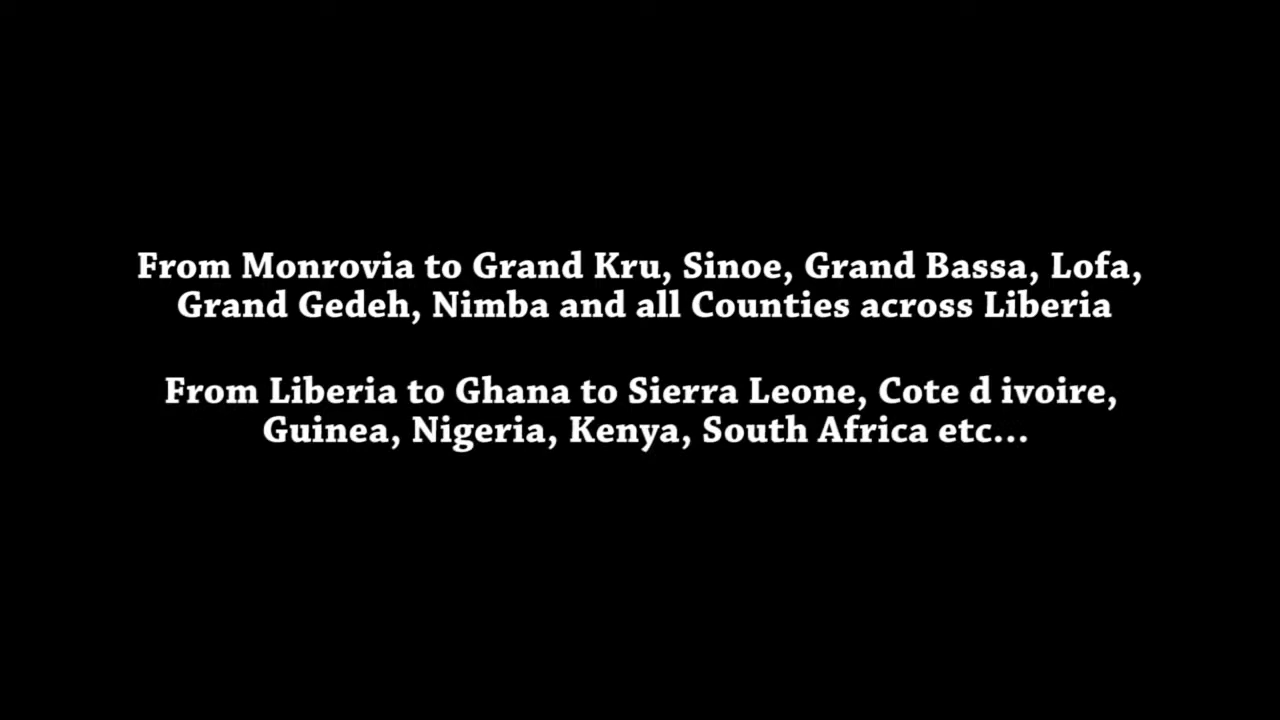 From Monrovia to Grand Kru, Sinoe, Grand Bassa, Lofa,
Grand Gedeh, Nimba and all Counties across Liberia
From Liberia to Ghana to Sierra Leone, Cote d ivoire,
Guinea, Nigeria, Kenya, South Africa etc...